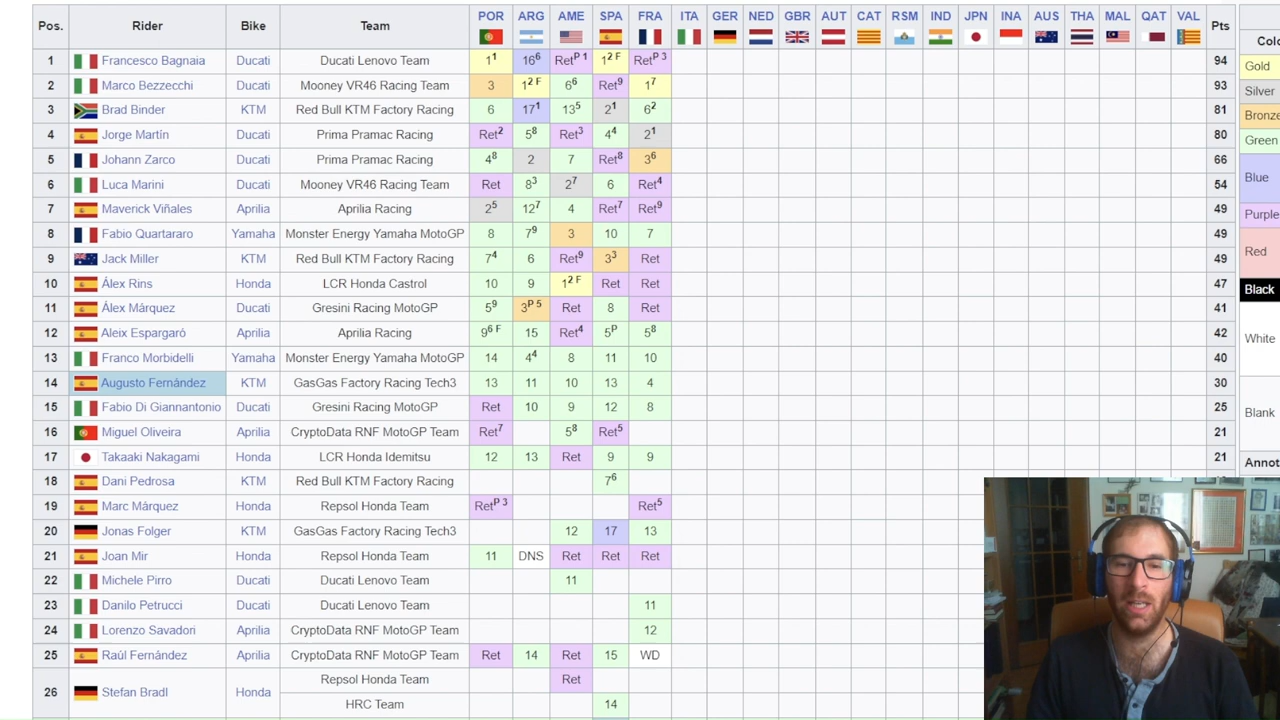 Pos. Rider Bike Team POR ARG AME SPA FRA ITA GER NED GBR AUT CAT RSM IND JPN INA AUS THA MAL QAT VAL Pts
1 Francesco Bagnaia Ducati Ducati Lenovo Team 1¹ 16⁶ Ret^P 1 1² F Ret^P 3 94
2 Marco Bezzecchi Ducati Mooney VR46 Racing Team 3 1² F 6⁶ Ret⁹ 1⁷ 93
3 Brad Binder KTM Red Bull KTM Factory Racing 6 17¹ 13⁵ 2¹ 6² 81
4 Jorge Martín Ducati Prima Pramac Racing Ret² 5⁸ Ret³ 4⁴ 2¹ 80
5 Johann Zarco Ducati Prima Pramac Racing 4⁸ 2 7 Ret⁸ 3⁶ 66
6 Luca Marini Ducati Mooney VR46 Racing Team Ret 8³ 2⁷ 6 Ret⁴ 54
7 Maverick Viñales Aprilia Aprilia Racing 2⁵ 12⁷ 4 Ret⁷ Ret⁹ 49
8 Fabio Quartararo Yamaha Monster Energy Yamaha MotoGP 8 7⁹ 3 10 7 49
9 Jack Miller KTM Red Bull KTM Factory Racing 7⁴ 6 Ret⁹ 3³ Ret 49
10 Álex Rins Honda LCR Honda Castrol 10 9 1² F Ret Ret 47
11 Álex Márquez Ducati Gresini Racing MotoGP 5⁹ 3^P 5 Ret 8 Ret 41
12 Aleix Espargaró Aprilia Aprilia Racing 9⁶ F 15 Ret⁴ 5^P 5⁸ 42
13 Franco Morbidelli Yamaha Monster Energy Yamaha MotoGP 14 4⁴ 8 11 10 40
14 Augusto Fernández KTM GasGas Factory Racing Tech3 13 11 10 13 4 30
15 Fabio Di Giannantonio Ducati Gresini Racing MotoGP Ret 10 9 12 8 25
16 Miguel Oliveira Aprilia CryptoData RNF MotoGP Team Ret⁷ 5⁸ Ret⁵ 21
17 Takaaki Nakagami Honda LCR Honda Idemitsu 12 13 Ret 9 9 21
18 Dani Pedrosa KTM Red Bull KTM Factory Racing 7⁶
19 Marc Márquez Honda Repsol Honda Team Ret^P 3 Ret⁵
20 Jonas Folger KTM GasGas Factory Racing Tech3 12 17 13
21 Joan Mir Honda Repsol Honda Team 11 DNS Ret Ret Ret
22 Michele Pirro Ducati Ducati Lenovo Team 11
23 Danilo Petrucci Ducati Ducati Lenovo Team 11
24 Lorenzo Savadori Aprilia CryptoData RNF MotoGP Team 12
25 Raúl Fernández Aprilia CryptoData RNF MotoGP Team Ret 14 Ret 15 WD
26 Stefan Bradl Honda Repsol Honda Team Ret
HRC Team 14
Colo
Gold
Silver
Bronze
Green
Blue
Purple
Red
Black
White
Blank
Annot